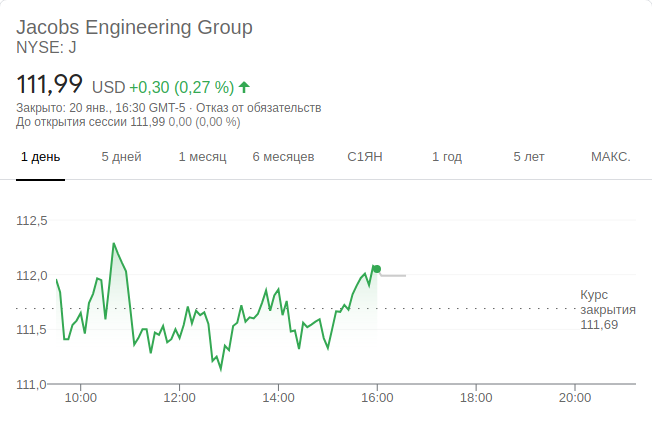 Jacobs Engineering Group
NYSE: J
111,99 USD +0,30 (0,27 %)
Закрыто: 20 янв., 16:30 GMT-5 · Отказ от обязательств
До открытия сессии 111,99 0,00 (0,00 %)
1 день 5 дней 1 месяц 6 месяцев С1ЯН 1 год 5 лет МАКС.
112,5
112,0
Курс
закрытия
111,69
111,5
111,0
10:00 12:00 14:00 16:00 18:00 20:00